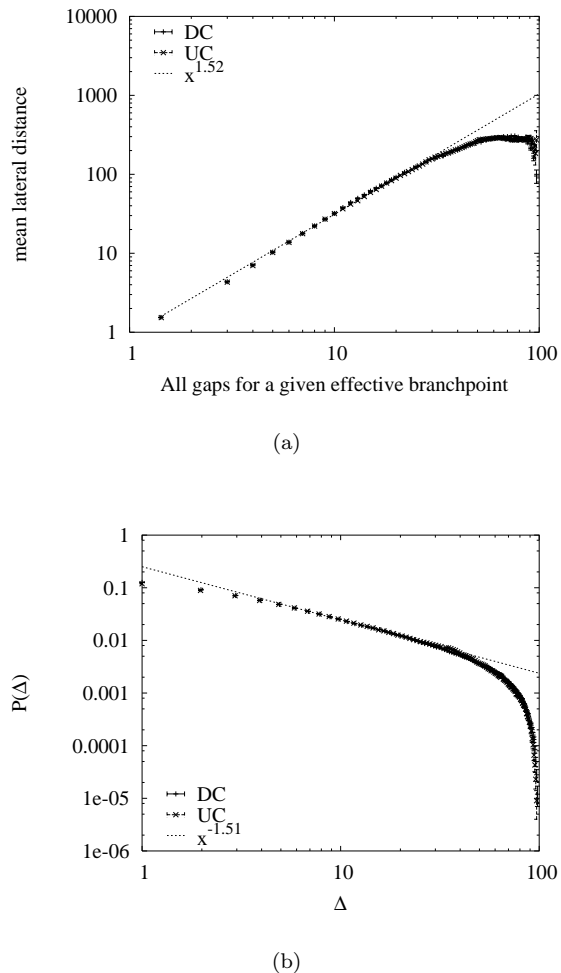 10000
1000
100
10
1
mean lateral distance
DC
UC
x^1.52
1
10
100
All gaps for a given effective branchpoint
(a)
1
0.1
0.01
0.001
0.0001
1e-05
1e-06
P(Δ)
DC
UC
x^-1.51
1
10
100
Δ
(b)